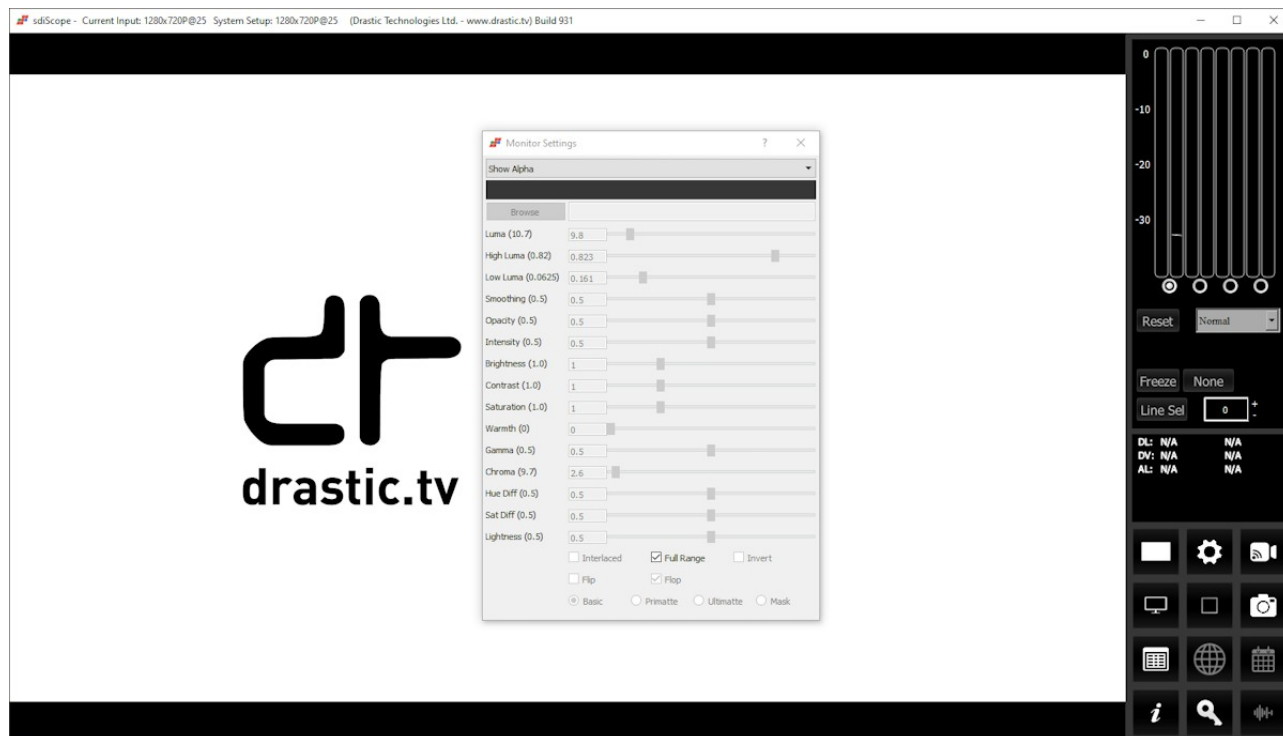 sdiScope - Current Input: 1280x720P@25 System Setup: 1280x720P@25 (Drastic Technologies Ltd. - www.drastic.tv) Build 931
Monitor Settings ?
Show Alpha
Browse
Luma (10.7) 9.8
High Luma (0.82) 0.823
Low Luma (0.0625) 0.161
Smoothing (0.5) 0.5
Opacity (0.5) 0.5
Intensity (0.5) 0.5
Brightness (1.0) 1
Contrast (1.0) 1
Saturation (1.0) 1
Warmth (0) 0
Gamma (0.5) 0.5
Chroma (9.7) 2.6
Hue Diff (0.5) 0.5
Sat Diff (0.5) 0.5
Lightness (0.5) 0.5
Interlaced Full Range Invert
Flip Flop
Basic Primatte Ultimatte Mask
dt
drastic.tv
0
-10
-20
-30
Reset Normal
Freeze None
Line Sel 0 + -
DL: N/A N/A
DV: N/A N/A
AL: N/A N/A
i